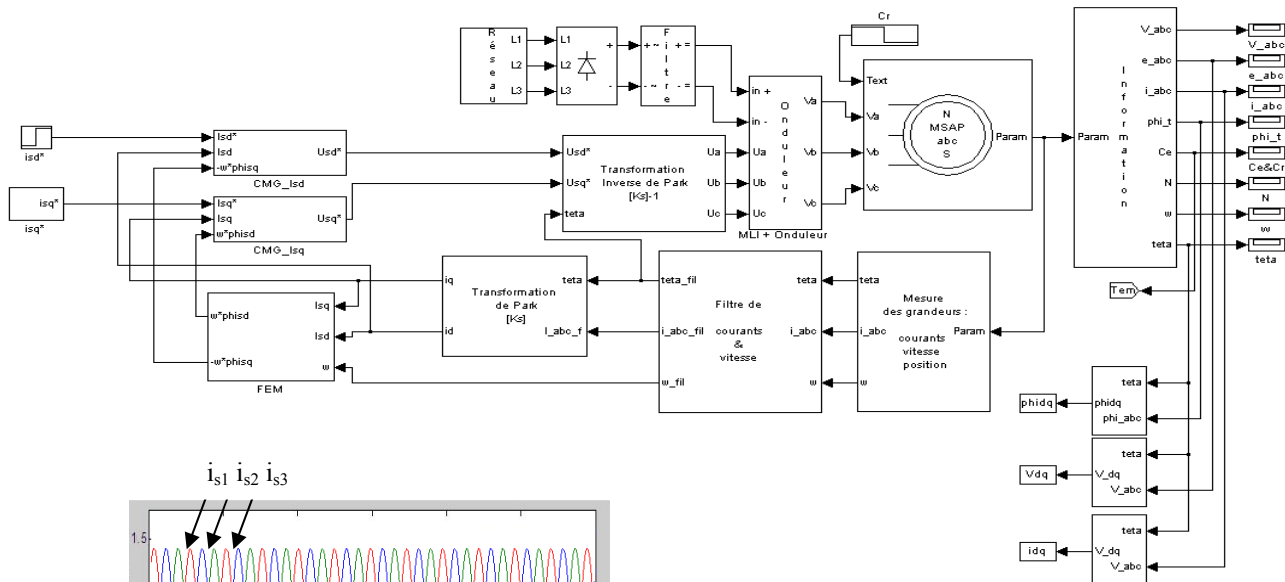 Réseau
L1
L2
L3
L1
L2
L3
+
-
Filtre
+ ~
+ =
- ~
- =
Cr
isd*
isq*
isq*
Isd*
Isd
-w*phisq
Usd*
CMG_Isd
Isq*
Isq
w*phisd
Usq*
CMG_Isq
Usd*
Usq*
teta
Transformation
Inverse de Park
[Ks]-1
Ua
Ub
Uc
in +
in -
Ua
Ub
Uc
Onduleur
Va
Vb
Vc
MLI + Onduleur
Text
Va
Vb
Vc
N
MSAP
abc
S
Param
Param
Information
V_abc
e_abc
i_abc
phi_t
Ce
N
w
teta
V_abc
e_abc
i_abc
phi_t
Ce&Cr
N
w
teta
Tem
w*phisd
-w*phisq
Isq
Isd
w
FEM
iq
id
Transformation
de Park
[Ks]
teta
I_abc_f
teta_fil
i_abc_fil
w_fil
Filtre de
courants
&
vitesse
teta
i_abc
w
teta
i_abc
w
Mesure
des grandeurs :
courants
vitesse
position
Param
phidq
teta
phidq
phi_abc
Vdq
teta
V_dq
V_abc
idq
teta
V_dq
V_abc
is1 is2 is3
1.5